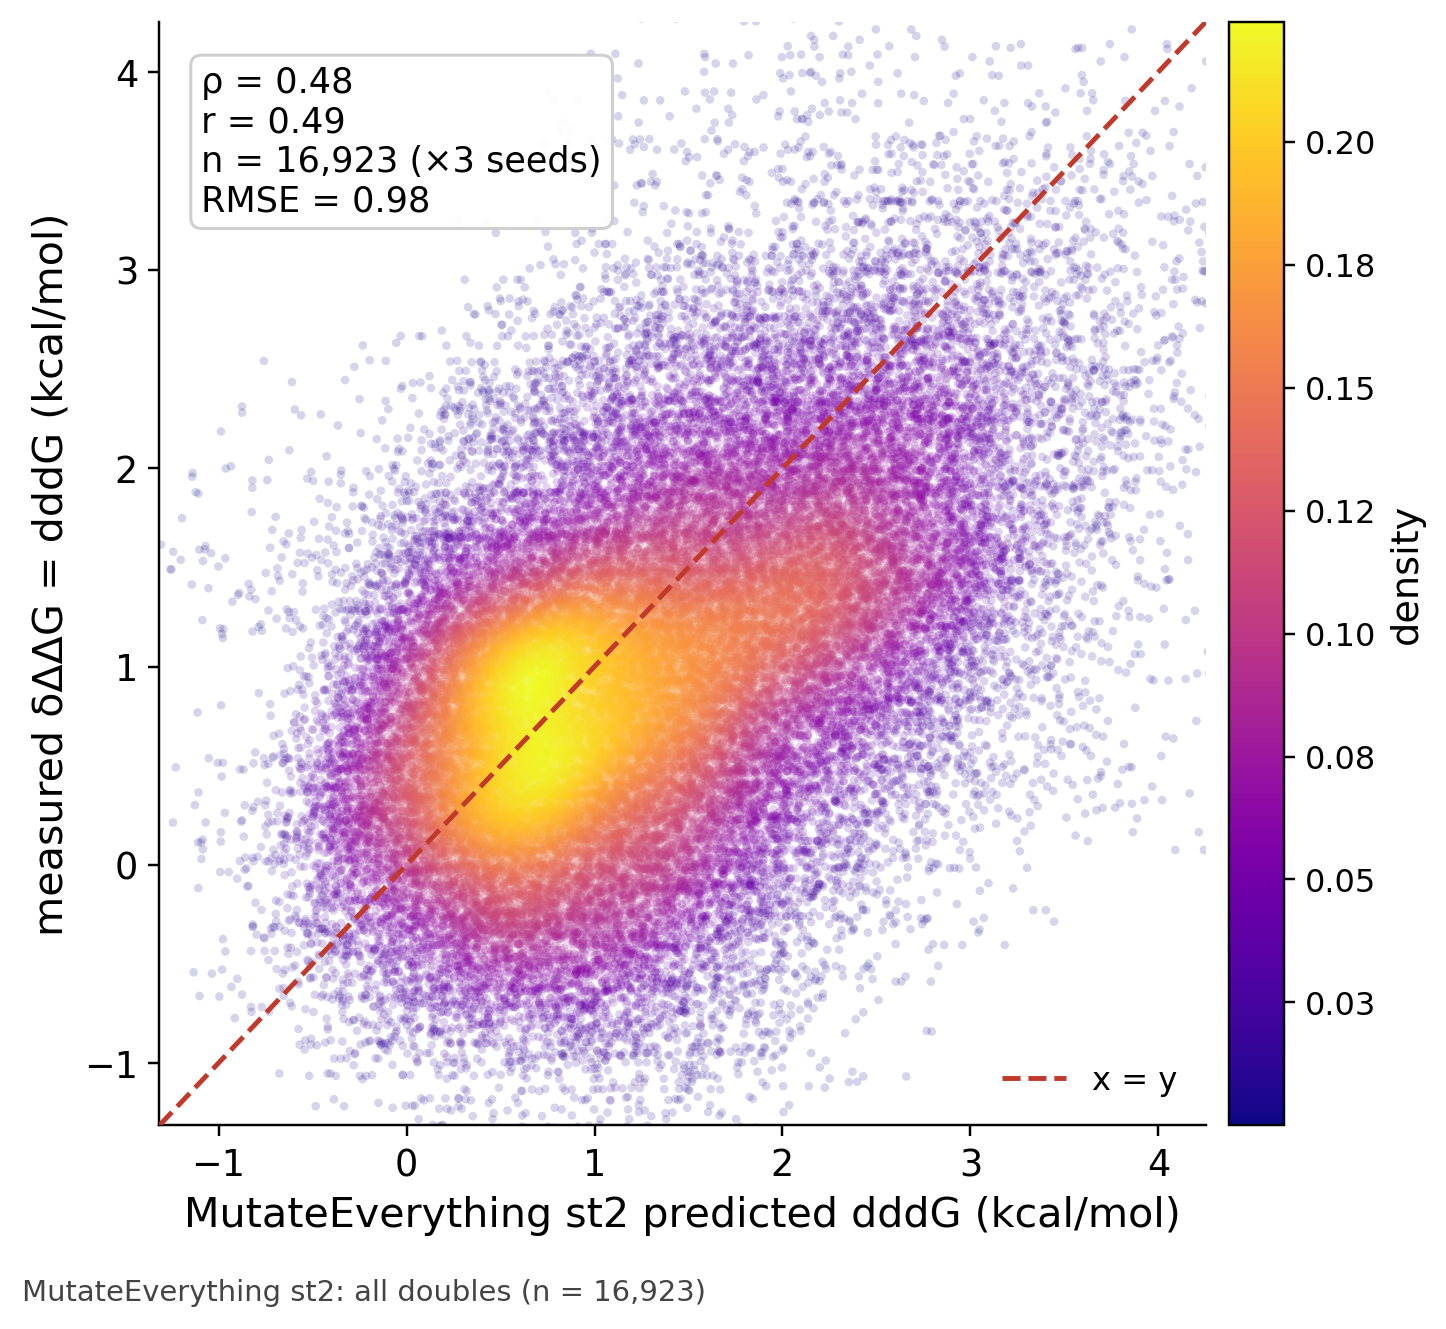 ρ = 0.48
r = 0.49
n = 16,923 (×3 seeds)
RMSE = 0.98
measured δΔΔG = dddG (kcal/mol)
4
3
2
1
0
−1
−1
0
1
2
3
4
MutateEverything st2 predicted dddG (kcal/mol)
x = y
0.20
0.18
0.15
0.12
0.10
0.08
0.05
0.03
density
MutateEverything st2: all doubles (n = 16,923)